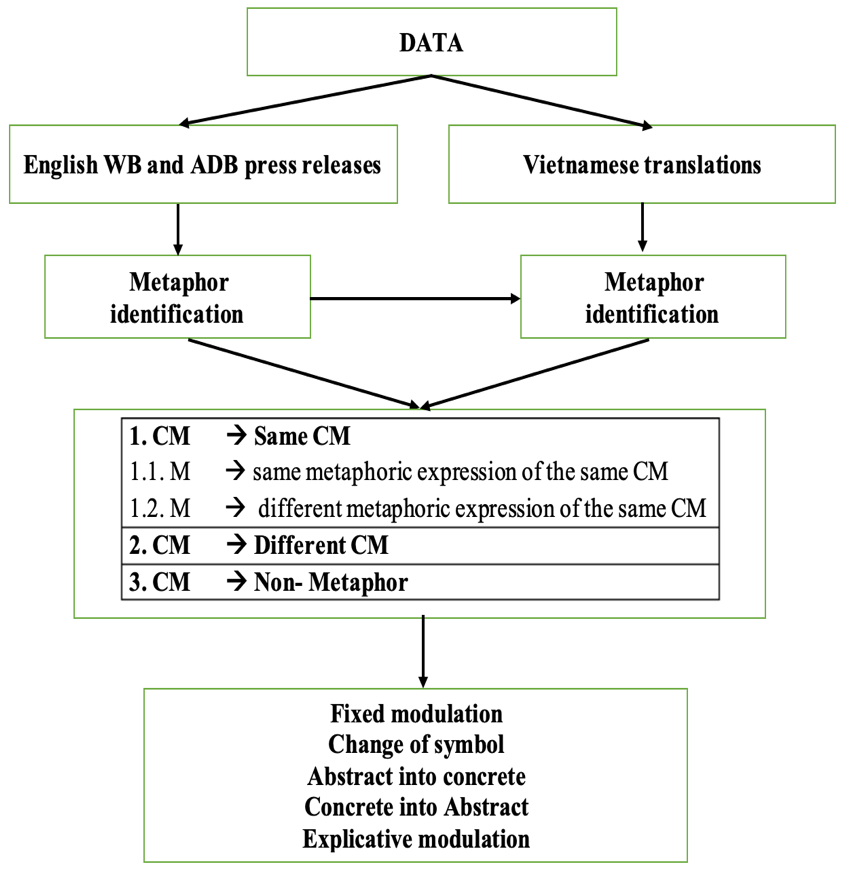 DATA
English WB and ADB press releases
Vietnamese translations
Metaphor
identification
Metaphor
identification
1. CM → Same CM
1.1. M → same metaphoric expression of the same CM
1.2. M → different metaphoric expression of the same CM
2. CM → Different CM
3. CM → Non- Metaphor
Fixed modulation
Change of symbol
Abstract into concrete
Concrete into Abstract
Explicative modulation